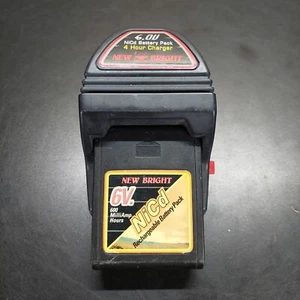 6.0V
NiCd Battery Pack
4 Hour Charger
NEW BRIGHT
NEW BRIGHT
6V.
600
MilliAmp
Hours
NiCd
Rechargeable Battery Pack